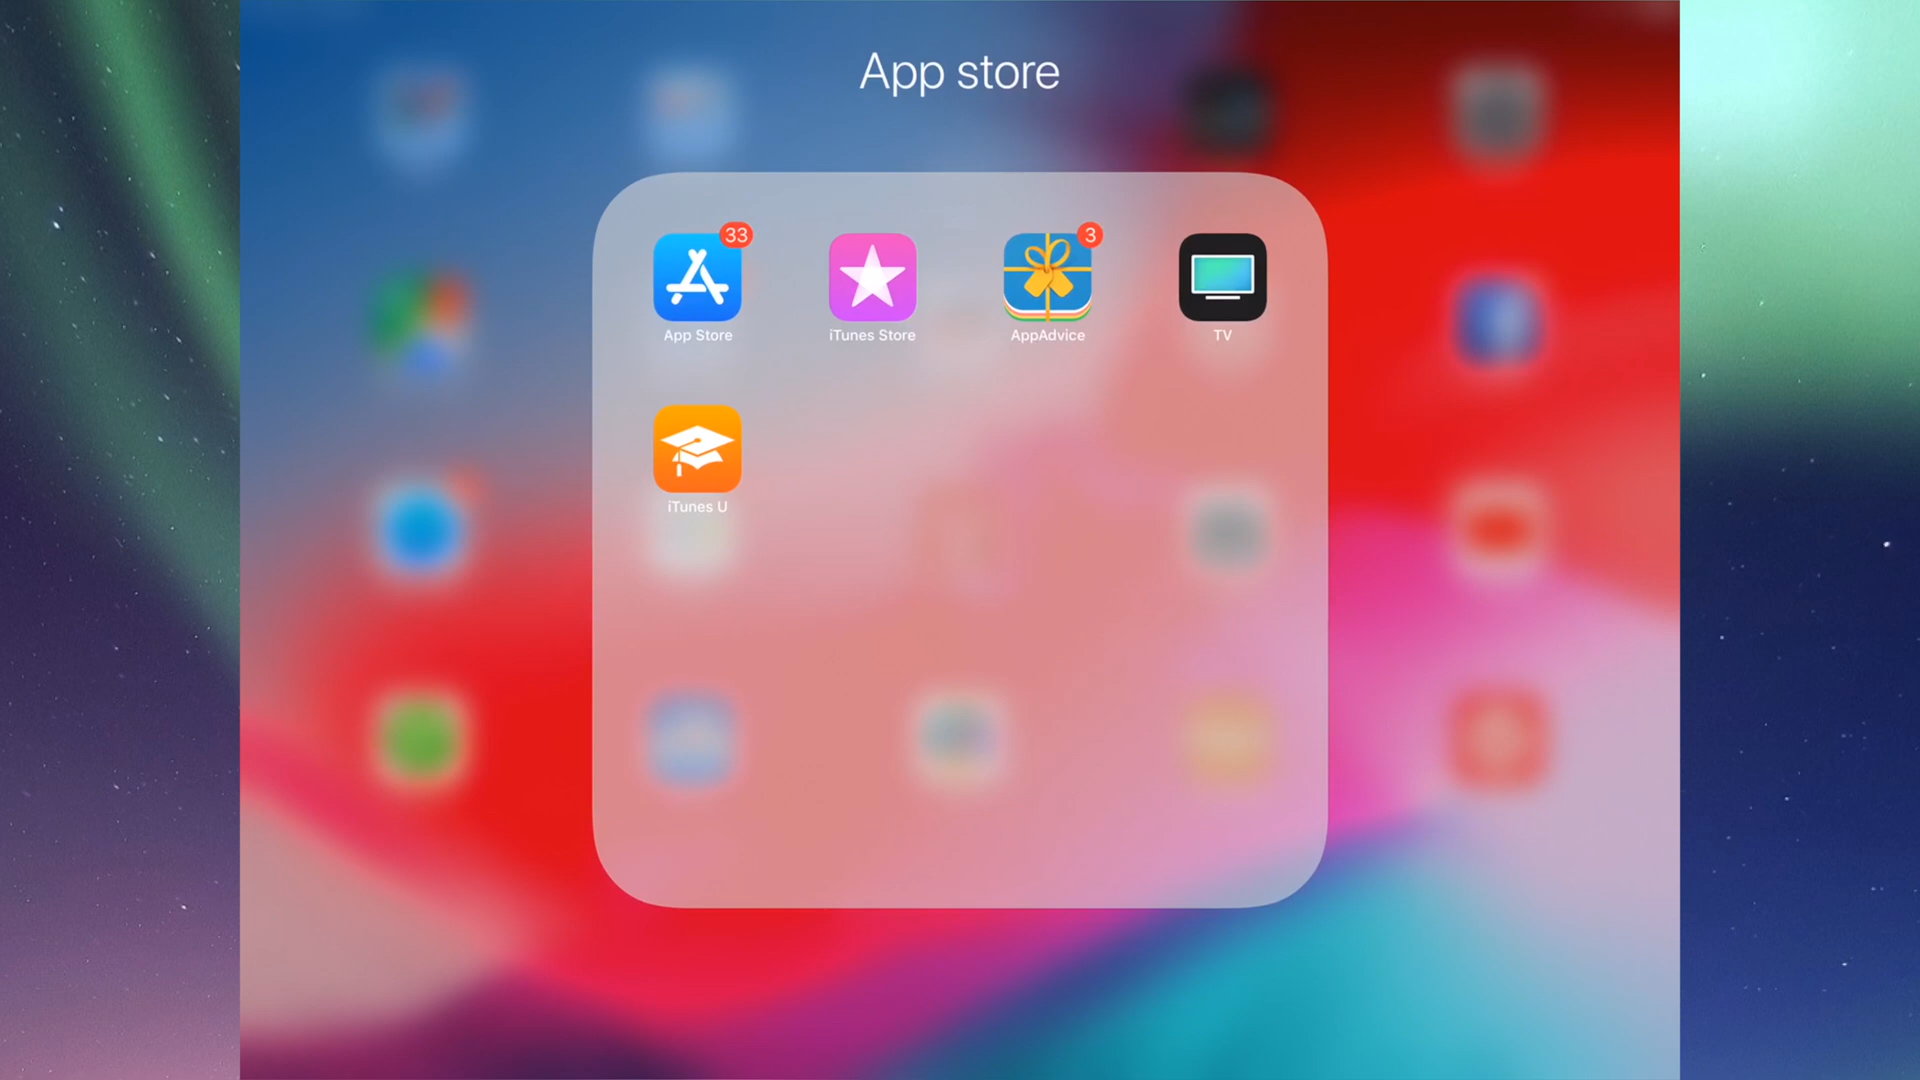 App store
33
3
App Store
iTunes Store
AppAdvice
TV
iTunes U